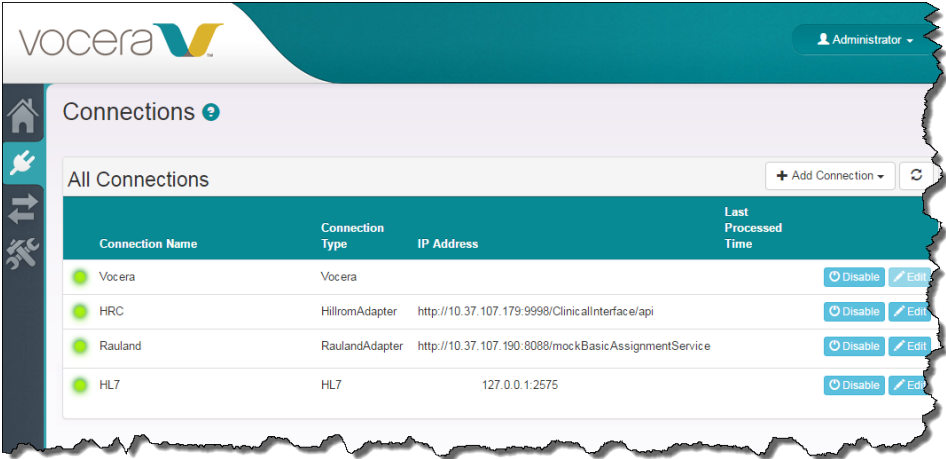 vocera
Administrator
Connections ?
All Connections
Add Connection
Connection Name Connection Type IP Address Last Processed Time
Vocera Vocera Disable Edit
HRC HillromAdapter http://10.37.107.179:9998/ClinicalInterface/api Disable Edit
Rauland RaulandAdapter http://10.37.107.190:8088/mockBasicAssignmentService Disable Edit
HL7 HL7 127.0.0.1:2575 Disable Edit